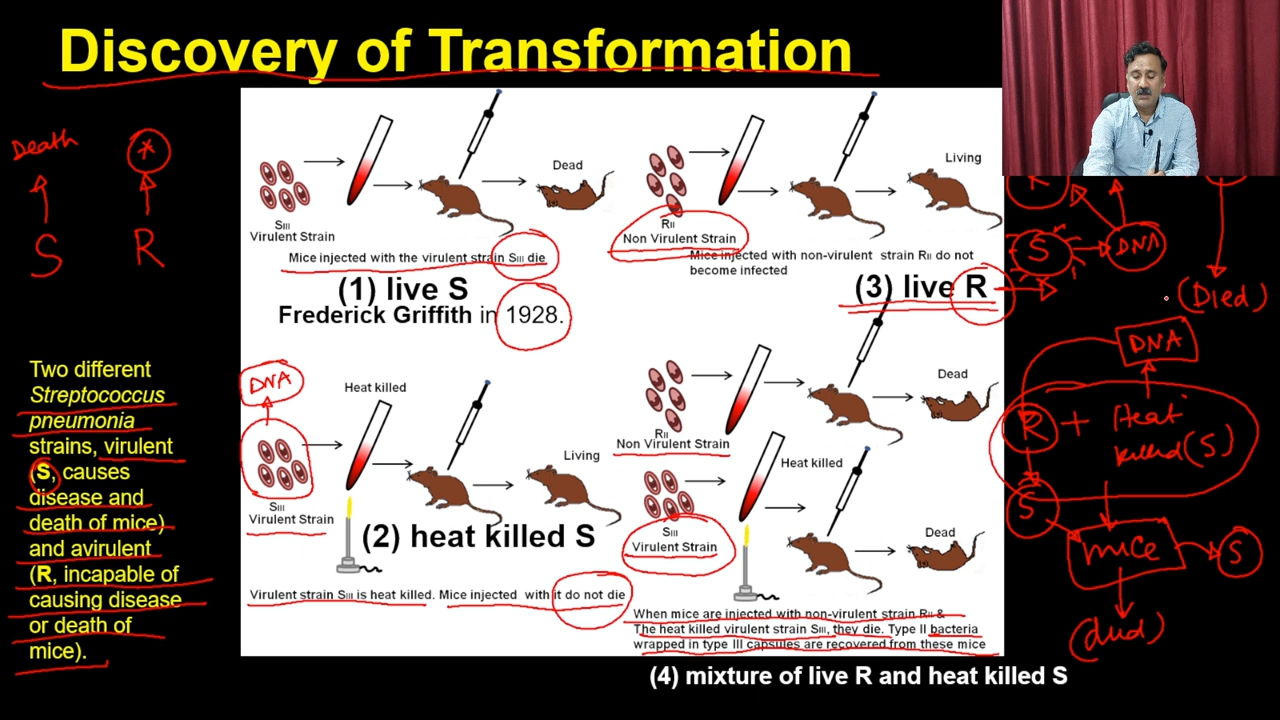 Discovery of Transformation
Death
S
R
SIII
Virulent Strain
Dead
Mice injected with the virulent strain SIII die
(1) live S
Frederick Griffith in 1928.
RII
Non Virulent Strain
Living
Mice injected with non-virulent strain RII do not
become infected
(3) live R
R
S
DNA
(Died)
Two different
Streptococcus
pneumonia
strains, virulent
(S, causes
disease and
death of mice)
and avirulent
(R, incapable of
causing disease
or death of
mice).
DNA
Heat killed
SIII
Virulent Strain
Living
(2) heat killed S
Virulent strain SIII is heat killed. Mice injected with it do not die
RII
Non Virulent Strain
Dead
Heat killed
SIII
Virulent Strain
Dead
When mice are injected with non-virulent strain RII &
The heat killed virulent strain SIII, they die. Type II bacteria
wrapped in type III capsules are recovered from these mice
(4) mixture of live R and heat killed S
DNA
R + Heat
killed (S)
S
mice
S
(died)